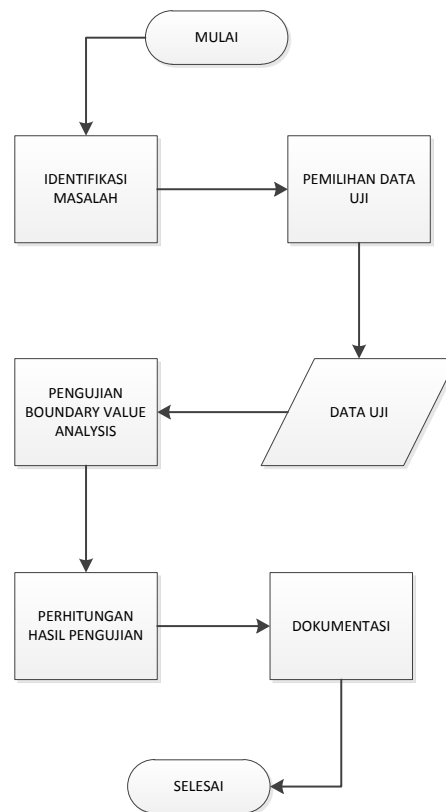 MULAI
IDENTIFIKASI
MASALAH
PEMILIHAN DATA
UJI
DATA UJI
PENGUJIAN
BOUNDARY VALUE
ANALYSIS
PERHITUNGAN
HASIL PENGUJIAN
DOKUMENTASI
SELESAI